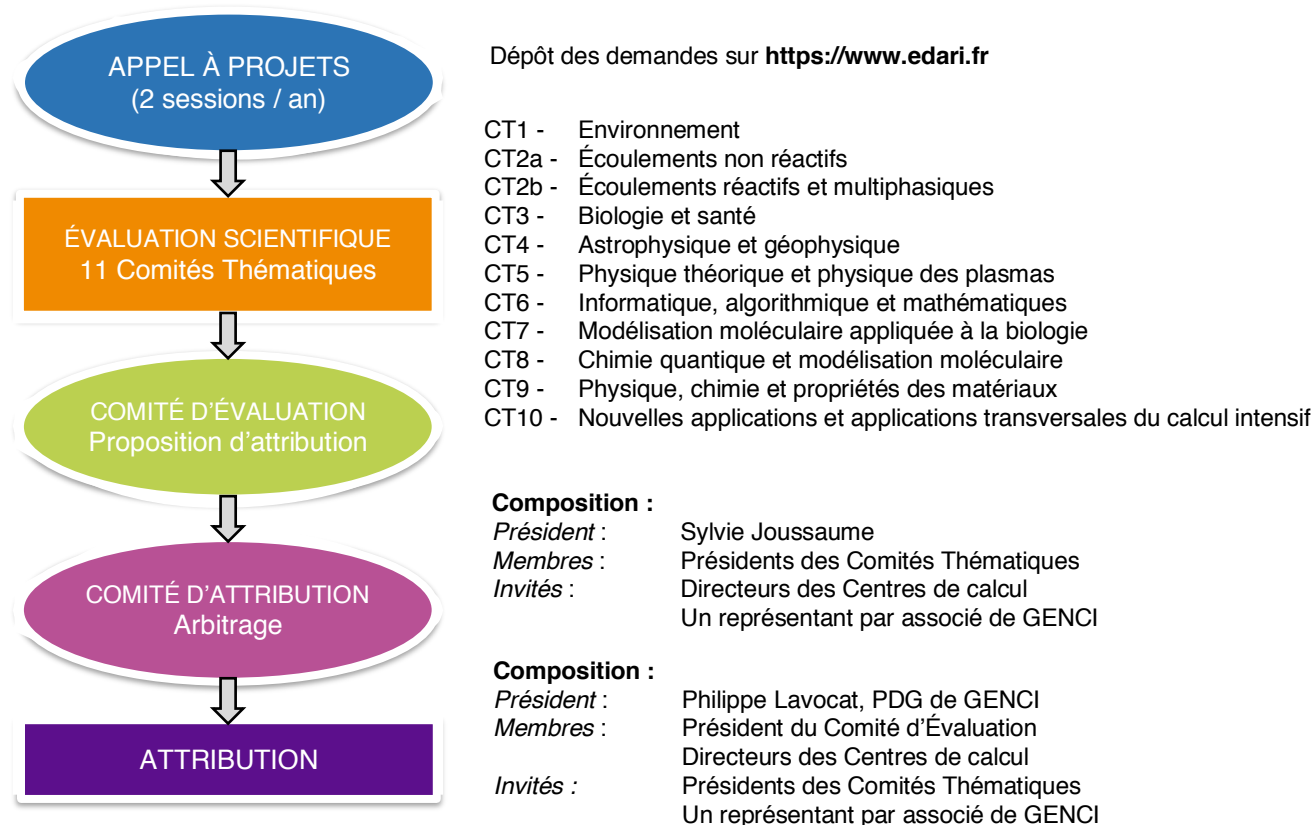 APPEL À PROJETS
(2 sessions / an)
Dépôt des demandes sur https://www.edari.fr
ÉVALUATION SCIENTIFIQUE
11 Comités Thématiques
CT1 - Environnement
CT2a - Écoulements non réactifs
CT2b - Écoulements réactifs et multiphasiques
CT3 - Biologie et santé
CT4 - Astrophysique et géophysique
CT5 - Physique théorique et physique des plasmas
CT6 - Informatique, algorithmique et mathématiques
CT7 - Modélisation moléculaire appliquée à la biologie
CT8 - Chimie quantique et modélisation moléculaire
CT9 - Physique, chimie et propriétés des matériaux
CT10 - Nouvelles applications et applications transversales du calcul intensif
COMITÉ D'ÉVALUATION
Proposition d'attribution
Composition :
Président : Sylvie Joussaume
Membres : Présidents des Comités Thématiques
Invités : Directeurs des Centres de calcul
Un représentant par associé de GENCI
COMITÉ D'ATTRIBUTION
Arbitrage
Composition :
Président : Philippe Lavocat, PDG de GENCI
Membres : Président du Comité d'Évaluation
Directeurs des Centres de calcul
Invités : Présidents des Comités Thématiques
Un représentant par associé de GENCI
ATTRIBUTION